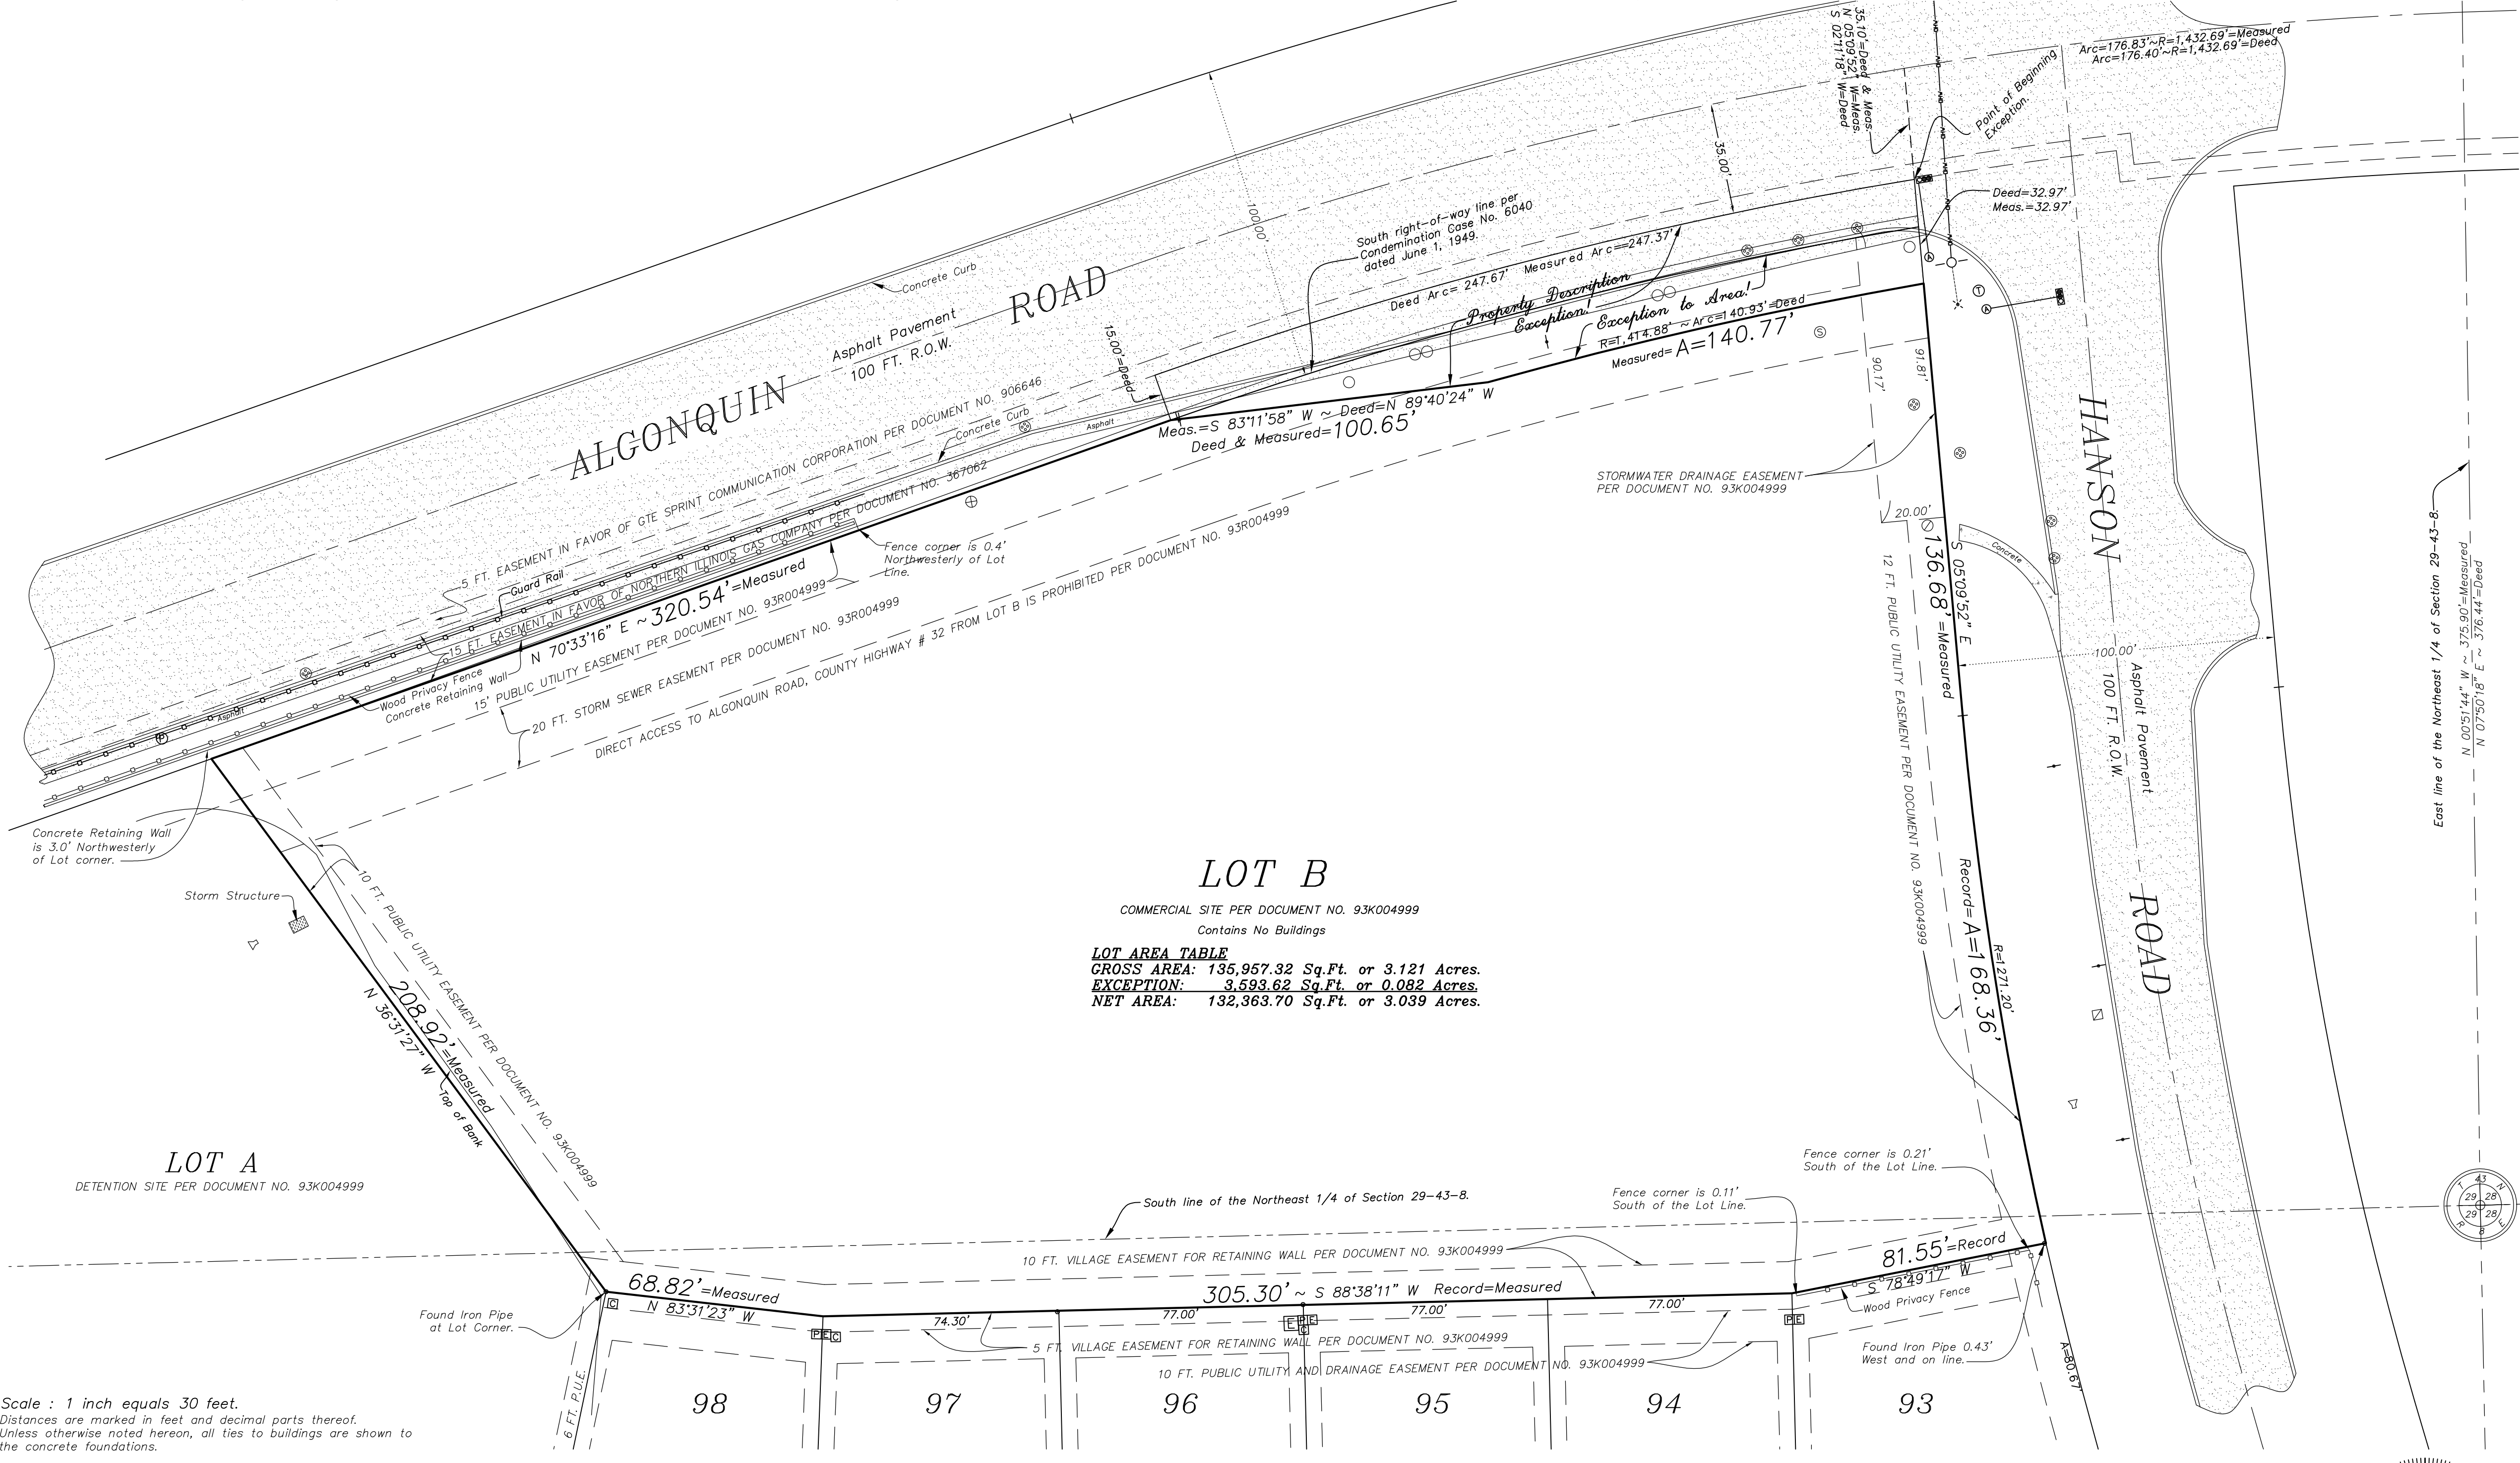 35.10'=Deed & Meas.
N 05°09'52" W=Meas.
S 02°11'18" W=Deed
Arc=176.83'~R=1,432.69'=Measured
Arc=176.40'~R=1,432.69'=Deed
Point of Beginning
Exception.
35.00'
100.00'
Deed=32.97'
Meas.=32.97'
South right-of-way line per
Condemination Case No. 6040
dated June 1, 1949.
Concrete Curb
ALGONQUIN ROAD
Asphalt Pavement
100 FT. R.O.W.
Deed Arc= 247.67' Measured Arc==247.37'
Property Description
Exception!
Exception to Area!
R=1,414.88' ~ Arc=140.93'=Deed
Measured= A=140.77'
15.00'=Deed
Meas.=S 83°11'58" W ~ Deed=N 89°40'24" W
Deed & Measured=100.65'
Asphalt
Concrete Curb
5 FT. EASEMENT IN FAVOR OF GTE SPRINT COMMUNICATION CORPORATION PER DOCUMENT NO. 906646
Guard Rail
15 FT. EASEMENT IN FAVOR OF NORTHERN ILLINOIS GAS COMPANY PER DOCUMENT NO. 367062
Fence corner is 0.4'
Northwesterly of Lot
Line.
N 70°33'16" E ~ 320.54'=Measured
Wood Privacy Fence
Concrete Retaining Wall
15' PUBLIC UTILITY EASEMENT PER DOCUMENT NO. 93R004999
20 FT. STORM SEWER EASEMENT PER DOCUMENT NO. 93R004999
DIRECT ACCESS TO ALGONQUIN ROAD, COUNTY HIGHWAY # 32 FROM LOT B IS PROHIBITED PER DOCUMENT NO. 93R004999
Asphalt
Concrete Retaining Wall
is 3.0' Northwesterly
of Lot corner.
Storm Structure
10 FT. PUBLIC UTILITY EASEMENT PER DOCUMENT NO. 93K004999
208.92'=Measured
N 36°31'27" W
Top of Bank
LOT A
DETENTION SITE PER DOCUMENT NO. 93K004999
LOT B
COMMERCIAL SITE PER DOCUMENT NO. 93K004999
Contains No Buildings
LOT AREA TABLE
GROSS AREA: 135,957.32 Sq.Ft. or 3.121 Acres.
EXCEPTION: 3,593.62 Sq.Ft. or 0.082 Acres.
NET AREA: 132,363.70 Sq.Ft. or 3.039 Acres.
90.17'
91.81'
STORMWATER DRAINAGE EASEMENT
PER DOCUMENT NO. 93K004999
20.00'
136.68'=Measured
S 05°09'52" E
12 FT. PUBLIC UTILITY EASEMENT PER DOCUMENT NO. 93K004999
Concrete
HANSON ROAD
100.00'
Asphalt Pavement
100 FT. R.O.W.
Record= A=168.36'
R=1271.20'
East line of the Northeast 1/4 of Section 29-43-8.
N 00°51'44" W ~ 375.90'=Measured
N 07°50'18" E ~ 376.44'=Deed
T 43 N
29 28
29 28
R 8 E
Fence corner is 0.21'
South of the Lot Line.
Fence corner is 0.11'
South of the Lot Line.
South line of the Northeast 1/4 of Section 29-43-8.
10 FT. VILLAGE EASEMENT FOR RETAINING WALL PER DOCUMENT NO. 93K004999
81.55'=Record
S 78°49'17" W
Wood Privacy Fence
68.82'=Measured
N 83°31'23" W
305.30' ~ S 88°38'11" W Record=Measured
74.30'
77.00'
77.00'
77.00'
Found Iron Pipe
at Lot Corner.
5 FT. VILLAGE EASEMENT FOR RETAINING WALL PER DOCUMENT NO. 93K004999
10 FT. PUBLIC UTILITY AND DRAINAGE EASEMENT PER DOCUMENT NO. 93K004999
Found Iron Pipe 0.43'
West and on line.
A=80.67'
6 FT. P.U.E.
98
97
96
95
94
93
Scale : 1 inch equals 30 feet.
Distances are marked in feet and decimal parts thereof.
Unless otherwise noted hereon, all ties to buildings are shown to
the concrete foundations.